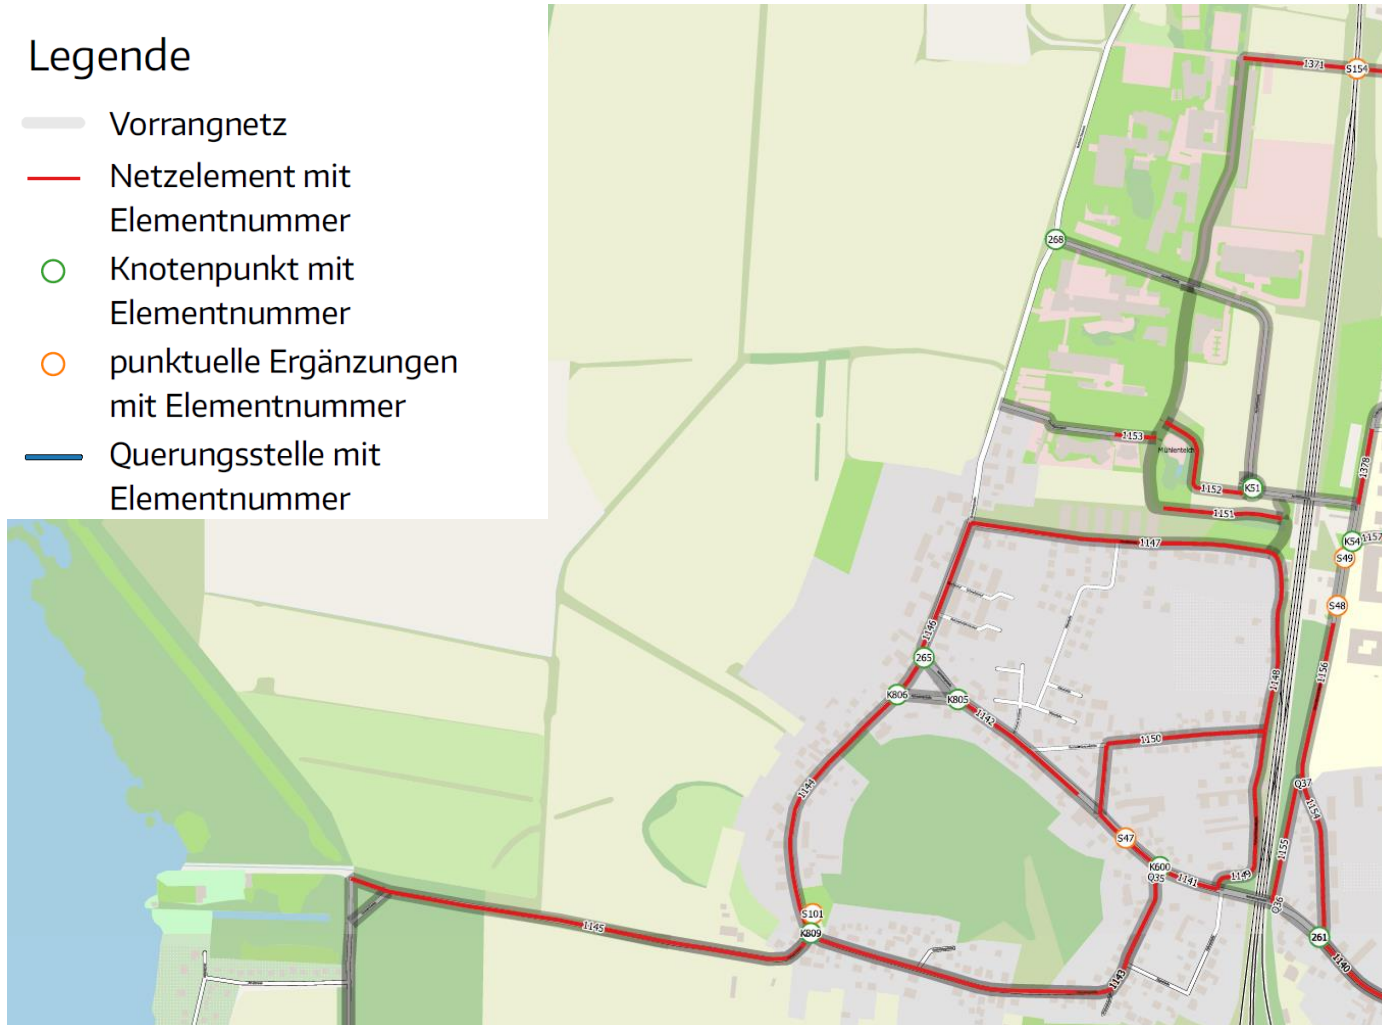 Legende
Vorrangnetz
Netzelement mit
Elementnummer
Knotenpunkt mit
Elementnummer
punktuelle Ergänzungen
mit Elementnummer
Querungsstelle mit
Elementnummer
1371
S154
268
1153
Mühlenteich
1378
1152
K51
1151
K54
1157
1147
S49
S48
1146
265
1156
1148
K806
K805
1142
1150
Q37
1144
1154
S47
1155
K600
Q35
1141
1149
Q36
S101
1145
K809
261
1140
1143